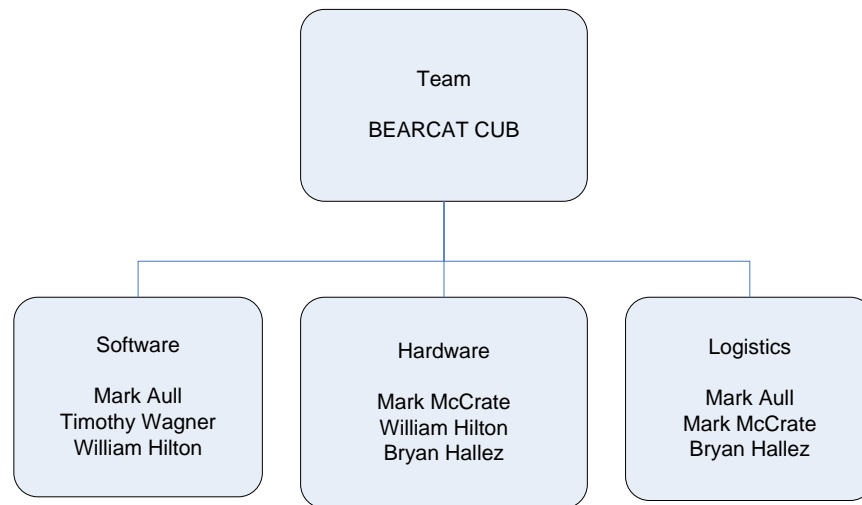 Team
BEARCAT CUB
Software
Mark Aull
Timothy Wagner
William Hilton
Hardware
Mark McCrate
William Hilton
Bryan Hallez
Logistics
Mark Aull
Mark McCrate
Bryan Hallez